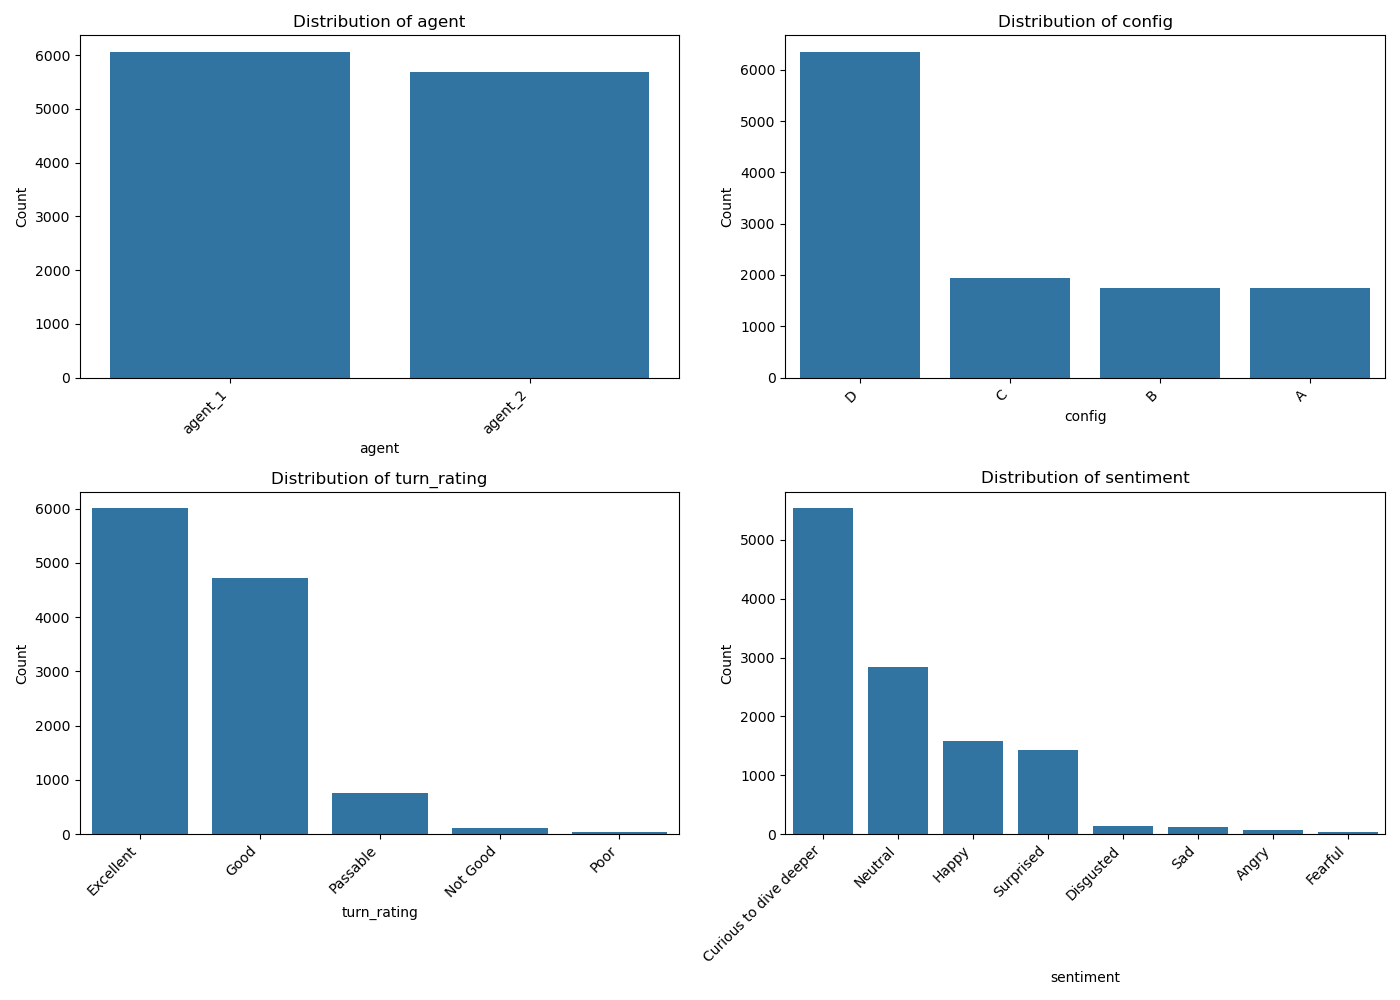 Distribution of agent
Count
6000
5000
4000
3000
2000
1000
0
agent_1
agent_2
agent
Distribution of config
Count
6000
5000
4000
3000
2000
1000
0
D
C
B
A
config
Distribution of turn_rating
Count
6000
5000
4000
3000
2000
1000
0
Excellent
Good
Passable
Not Good
Poor
turn_rating
Distribution of sentiment
Count
5000
4000
3000
2000
1000
0
Curious to dive deeper
Neutral
Happy
Surprised
Disgusted
Sad
Angry
Fearful
sentiment